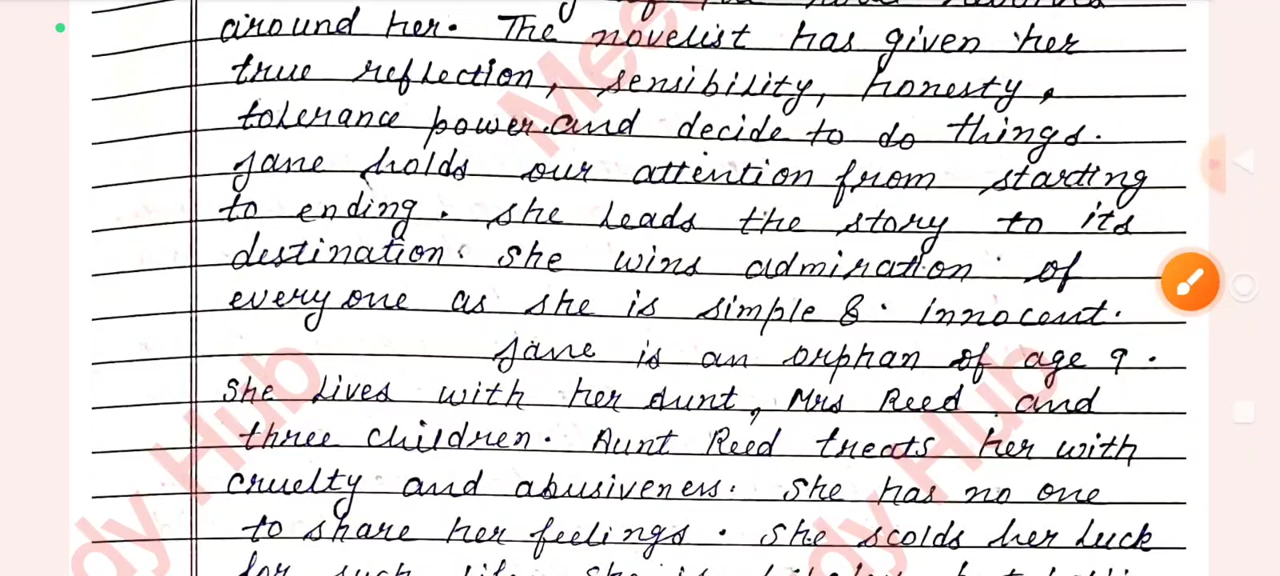 around her. The novelist has given her
true reflection, sensibility, honesty,
tolerance power and decide to do things.
Jane holds our attention from starting
to ending. She leads the story to its
destination. She wins admiration of
everyone as she is simple & innocent.
Jane is an orphan of age 9.
She lives with her aunt, Mrs Reed and
three children. Aunt Reed treats her with
cruelty and abusiveness. She has no one
to share her feelings. She scolds her luck